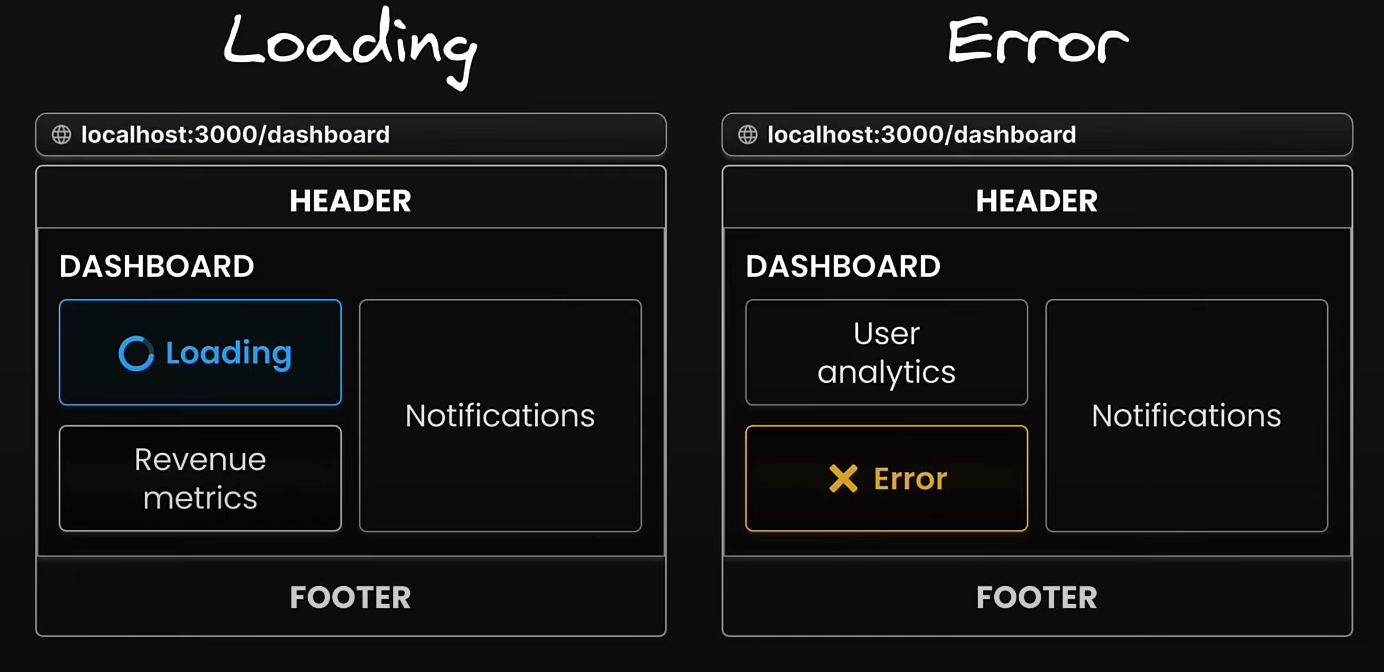 Loading
localhost:3000/dashboard
HEADER
DASHBOARD
Loading
Revenue
metrics
Notifications
FOOTER
Error
localhost:3000/dashboard
HEADER
DASHBOARD
User
analytics
Error
Notifications
FOOTER